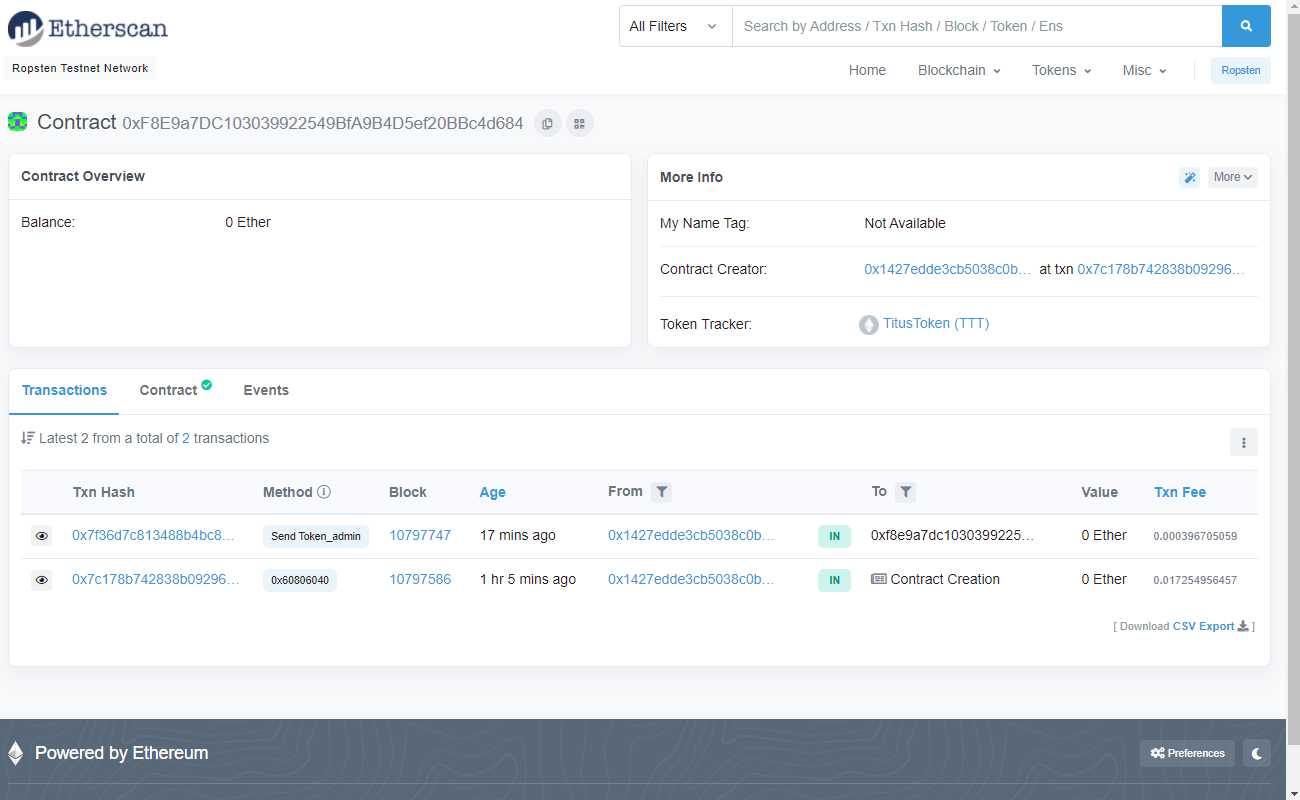 Etherscan
All Filters
Search by Address / Txn Hash / Block / Token / Ens
Ropsten Testnet Network
Home Blockchain Tokens Misc Ropsten
Contract 0xF8E9a7DC103039922549BfA9B4D5ef20BBc4d684
Contract Overview
Balance: 0 Ether
More Info More
My Name Tag: Not Available
Contract Creator: 0x1427edde3cb5038c0b... at txn 0x7c178b742838b09296...
Token Tracker: TitusToken (TTT)
Transactions Contract Events
Latest 2 from a total of 2 transactions
Txn Hash Method Block Age From To Value Txn Fee
0x7f36d7c813488b4bc8... Send Token_admin 10797747 17 mins ago 0x1427edde3cb5038c0b... IN 0xf8e9a7dc1030399225... 0 Ether 0.000396705059
0x7c178b742838b09296... 0x60806040 10797586 1 hr 5 mins ago 0x1427edde3cb5038c0b... IN Contract Creation 0 Ether 0.017254956457
[ Download CSV Export ]
Powered by Ethereum
Preferences